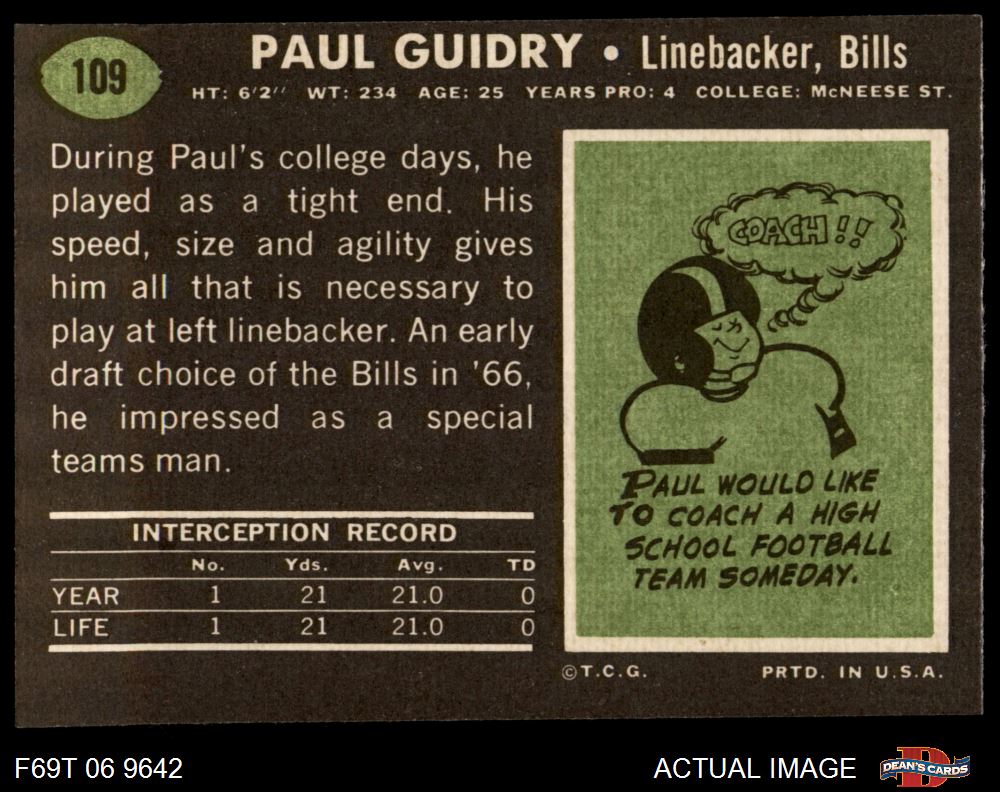 109
PAUL GUIDRY • Linebacker, Bills
HT: 6'2" WT: 234 AGE: 25 YEARS PRO: 4 COLLEGE: McNEESE ST.
During Paul's college days, he
played as a tight end. His
speed, size and agility gives
him all that is necessary to
play at left linebacker. An early
draft choice of the Bills in '66,
he impressed as a special
teams man.
INTERCEPTION RECORD
No. Yds. Avg. TD
YEAR 1 21 21.0 0
LIFE 1 21 21.0 0
COACH!!
PAUL WOULD LIKE
TO COACH A HIGH
SCHOOL FOOTBALL
TEAM SOMEDAY.
©T.C.G. PRTD. IN U.S.A.
F69T 06 9642
ACTUAL IMAGE
DEAN'S CARDS